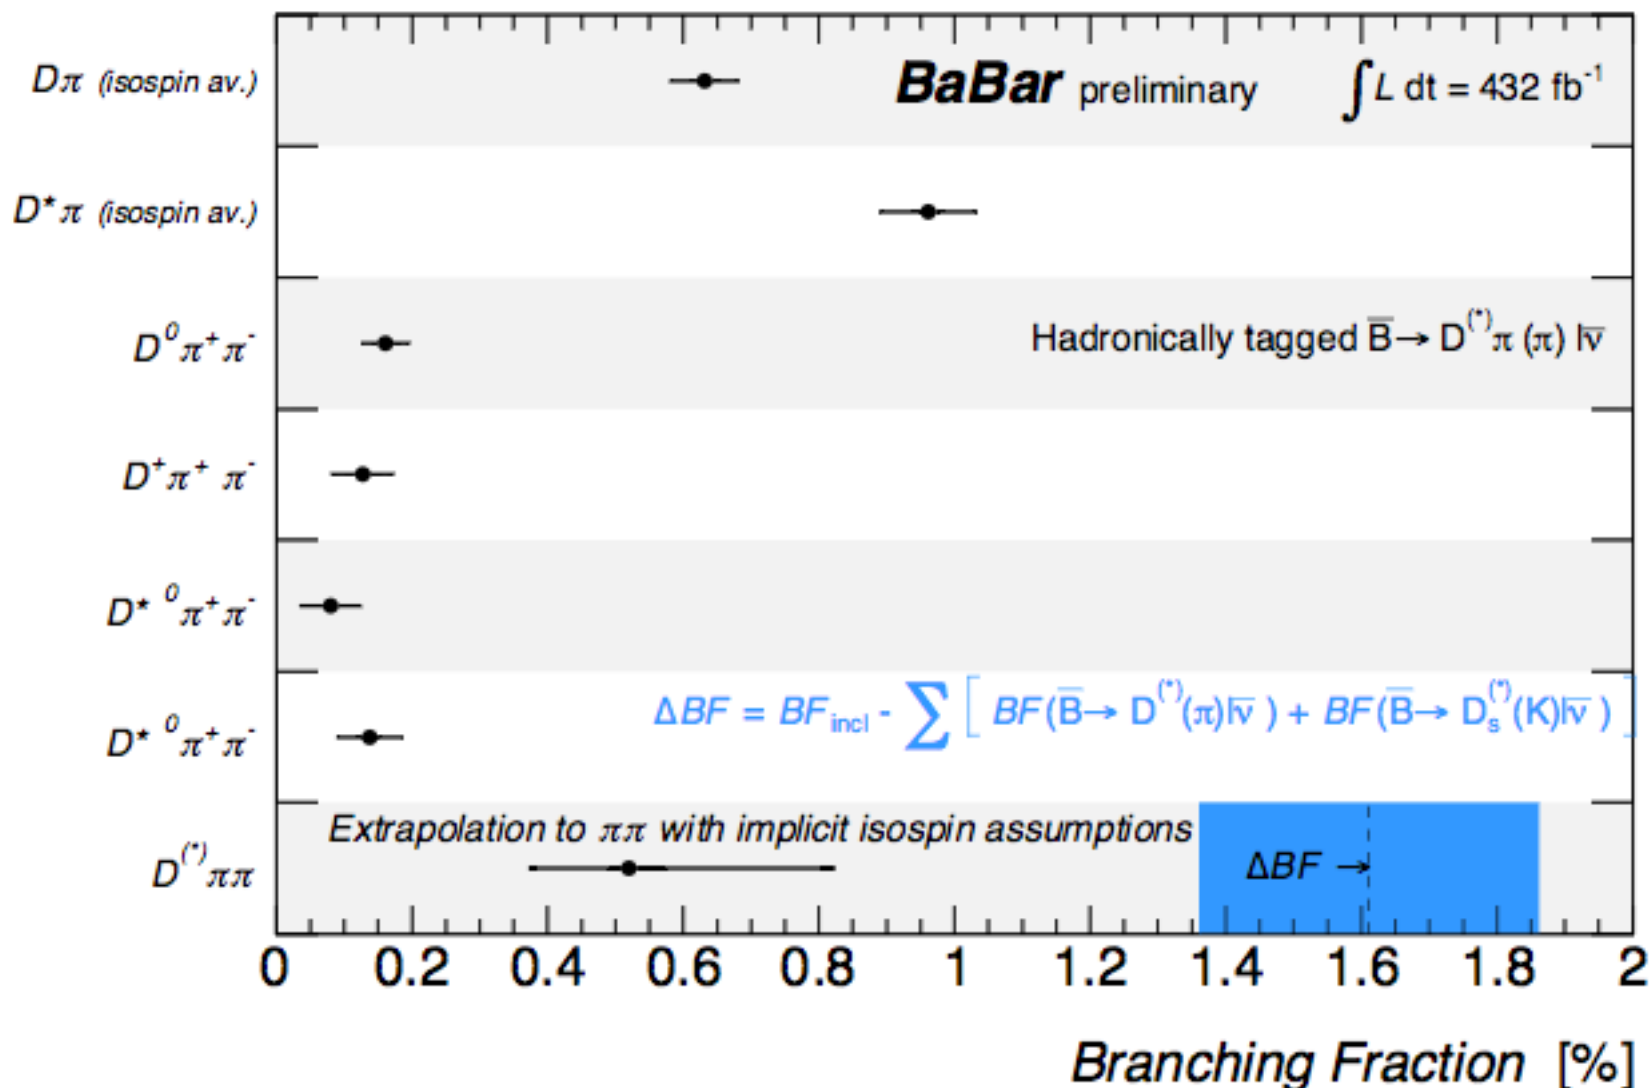 Dπ (isospin av.)
BaBar preliminary ∫L dt = 432 fb⁻¹
D*π (isospin av.)
D⁰π⁺π⁻
Hadronically tagged B̅→ D⁽*⁾π (π) lν̅
D⁺π⁺ π⁻
D* ⁰π⁺π⁻
ΔBF = BF_incl - ∑ [ BF(B̅→ D⁽*⁾(π)lν̅ ) + BF(B̅→ D_s⁽*⁾(K)lν̅ ) ]
D* ⁰π⁺π⁻
Extrapolation to ππ with implicit isospin assumptions
D⁽*⁾ππ
ΔBF →
0 0.2 0.4 0.6 0.8 1 1.2 1.4 1.6 1.8 2
Branching Fraction [%]